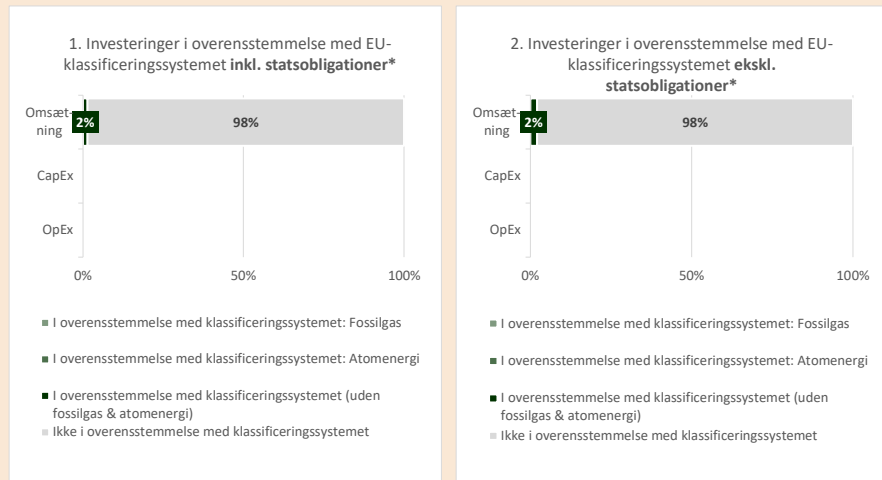 1. Investeringer i overensstemmelse med EU-
klassificeringssystemet inkl. statsobligationer*
Omsæt-
ning
2%
98%
CapEx
OpEx
0%
50%
100%
I overensstemmelse med klassificeringssystemet: Fossilgas
I overensstemmelse med klassificeringssystemet: Atomenergi
I overensstemmelse med klassificeringssystemet (uden
fossilgas & atomenergi)
Ikke i overensstemmelse med klassificeringssystemet
2. Investeringer i overensstemmelse med EU-
klassificeringssystemet ekskl.
statsobligationer*
Omsæt-
ning
2%
98%
CapEx
OpEx
0%
50%
100%
I overensstemmelse med klassificeringssystemet: Fossilgas
I overensstemmelse med klassificeringssystemet: Atomenergi
I overensstemmelse med klassificeringssystemet (uden
fossilgas & atomenergi)
Ikke i overensstemmelse med klassificeringssystemet